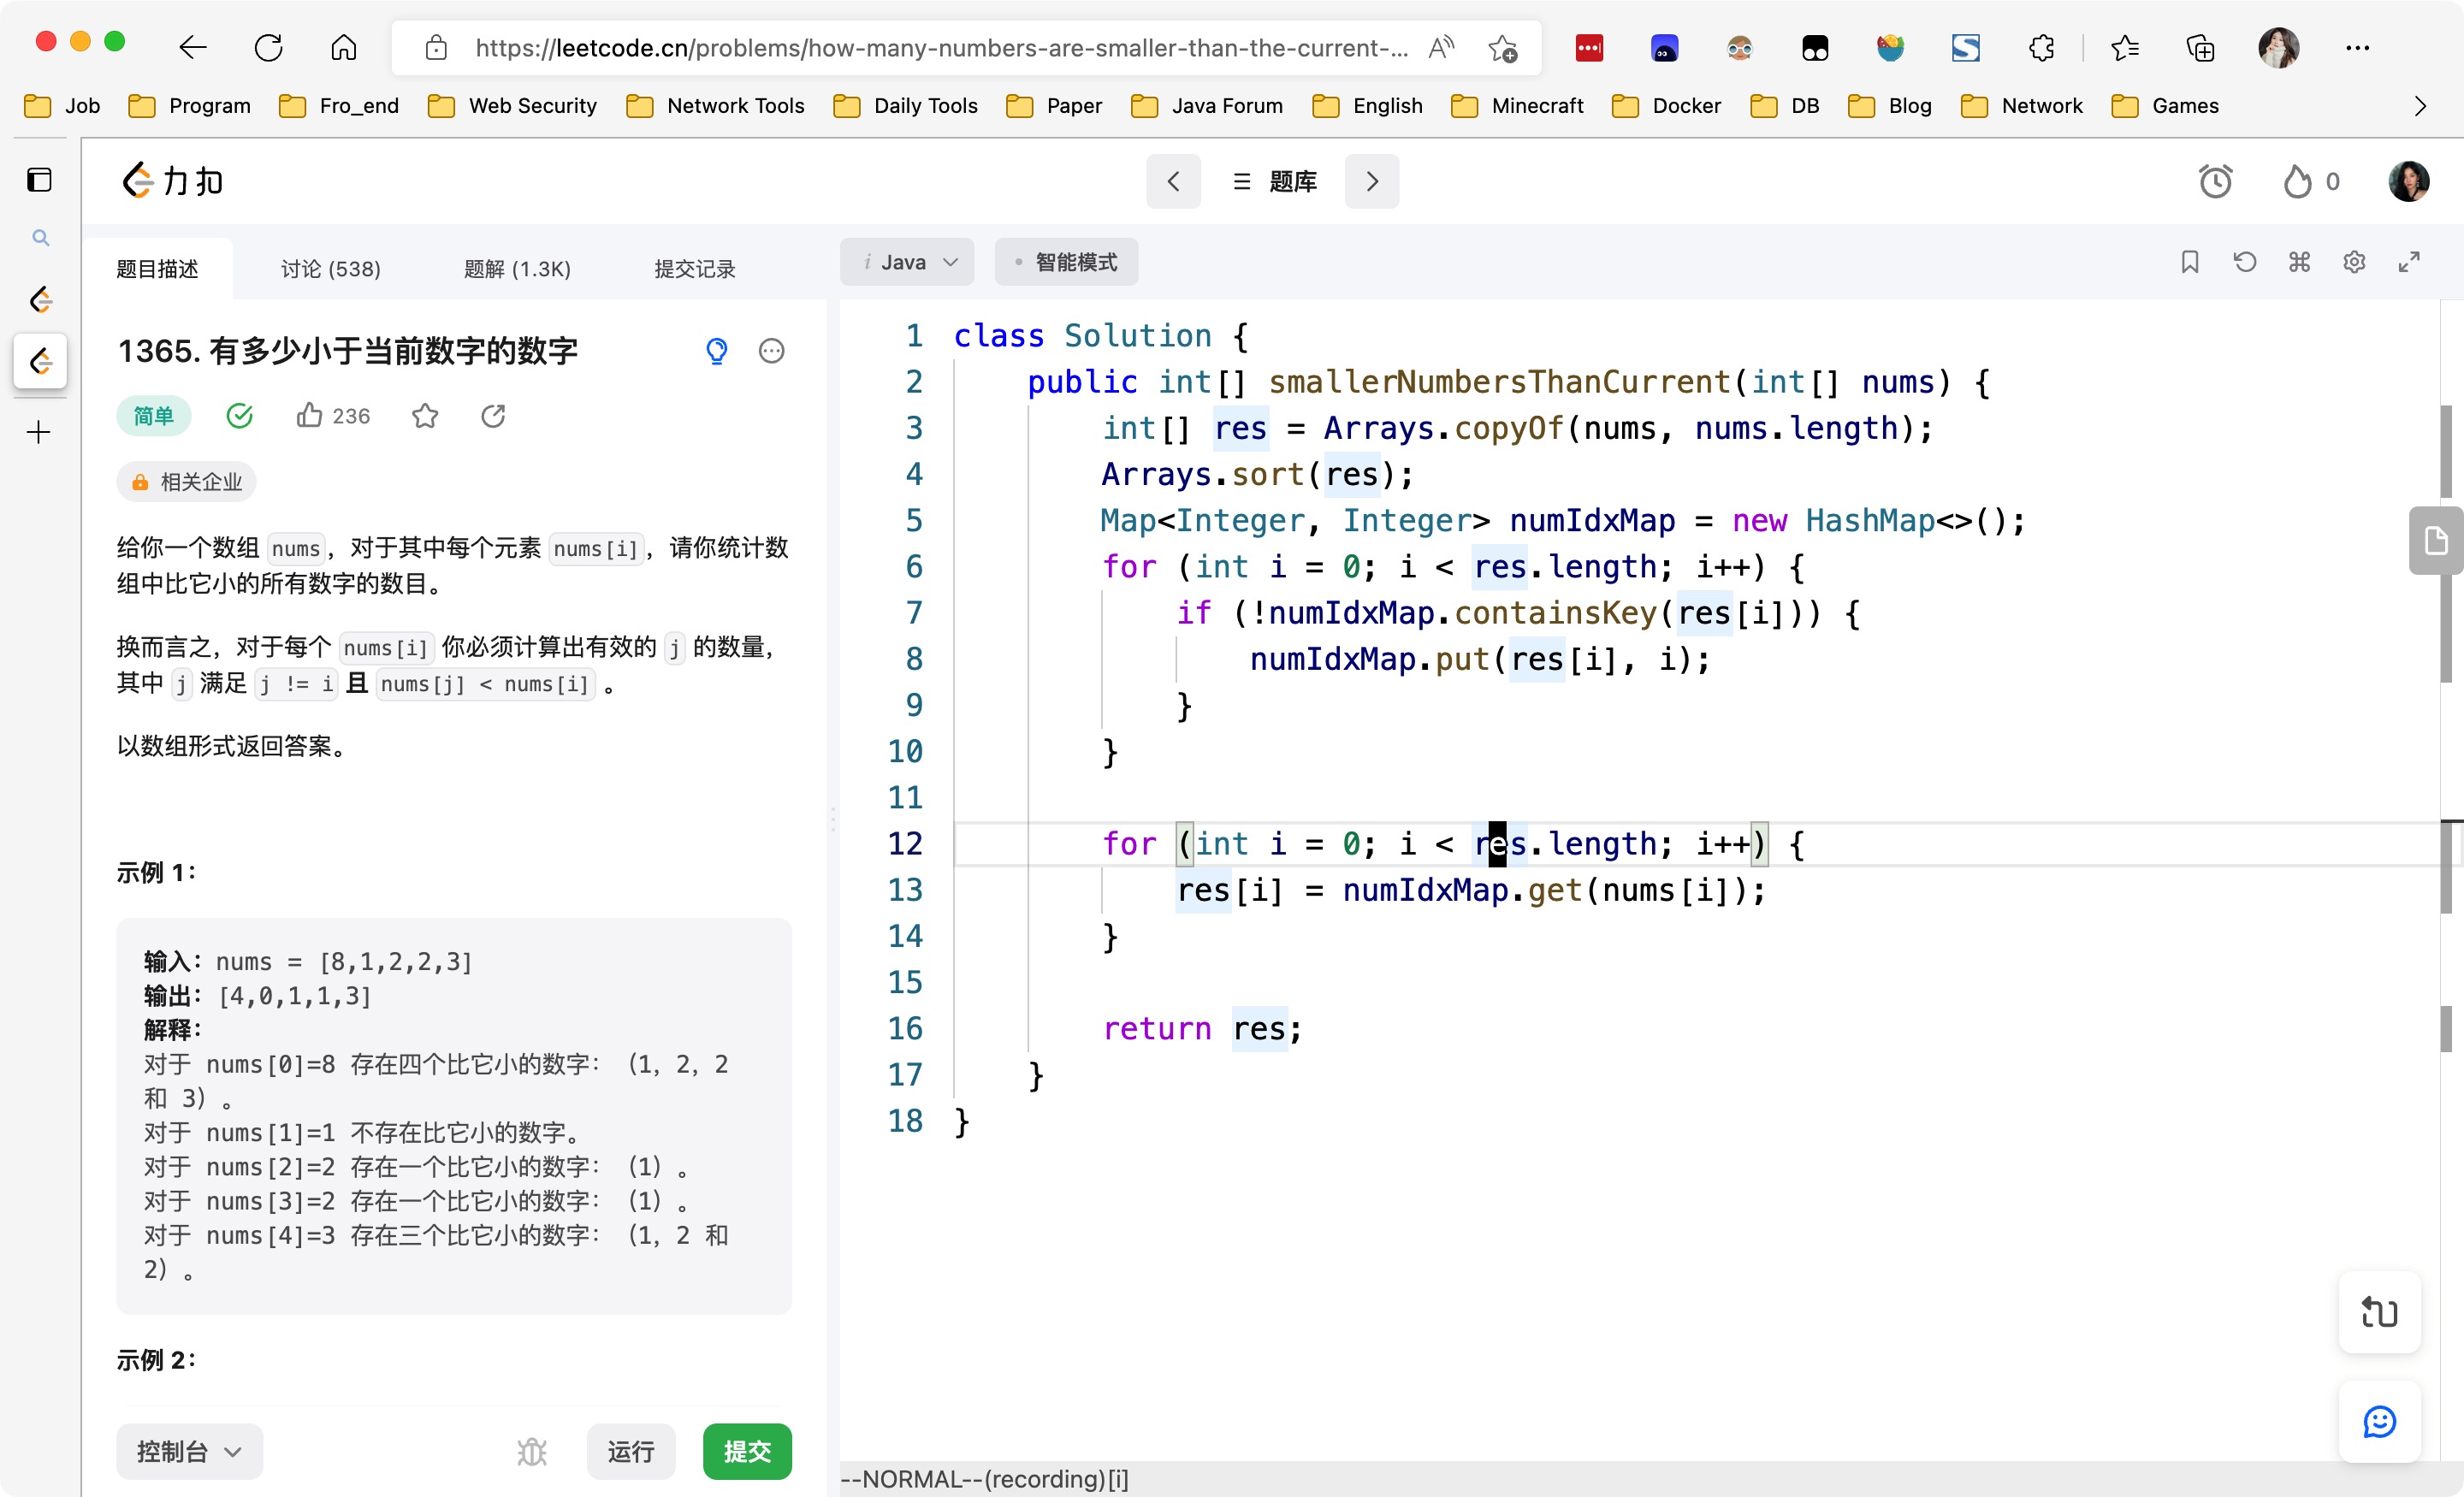 https://leetcode.cn/problems/how-many-numbers-are-smaller-than-the-current-...
Job Program Fro_end Web Security Network Tools Daily Tools Paper Java Forum English Minecraft Docker DB Blog Network Games
力扣
题库
0
题目描述 讨论 (538) 题解 (1.3K) 提交记录
1365. 有多少小于当前数字的数字
简单 236
相关企业
给你一个数组 nums，对于其中每个元素 nums[i]，请你统计数
组中比它小的所有数字的数目。
换而言之，对于每个 nums[i] 你必须计算出有效的 j 的数量，
其中 j 满足 j != i 且 nums[j] < nums[i] 。
以数组形式返回答案。
示例 1：
输入：nums = [8,1,2,2,3]
输出：[4,0,1,1,3]
解释：
对于 nums[0]=8 存在四个比它小的数字：（1，2，2
和 3）。
对于 nums[1]=1 不存在比它小的数字。
对于 nums[2]=2 存在一个比它小的数字：（1）。
对于 nums[3]=2 存在一个比它小的数字：（1）。
对于 nums[4]=3 存在三个比它小的数字：（1，2 和
2）。
示例 2：
控制台 运行 提交
i Java 智能模式
1 class Solution {
2 public int[] smallerNumbersThanCurrent(int[] nums) {
3 int[] res = Arrays.copyOf(nums, nums.length);
4 Arrays.sort(res);
5 Map<Integer, Integer> numIdxMap = new HashMap<>();
6 for (int i = 0; i < res.length; i++) {
7 if (!numIdxMap.containsKey(res[i])) {
8 numIdxMap.put(res[i], i);
9 }
10 }
11
12 for (int i = 0; i < res.length; i++) {
13 res[i] = numIdxMap.get(nums[i]);
14 }
15
16 return res;
17 }
18 }
--NORMAL--(recording)[i]